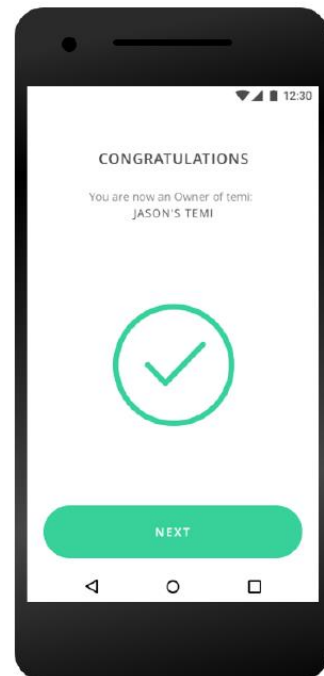 12:30
CONGRATULATIONS
You are now an Owner of temi:
JASON'S TEMI
NEXT